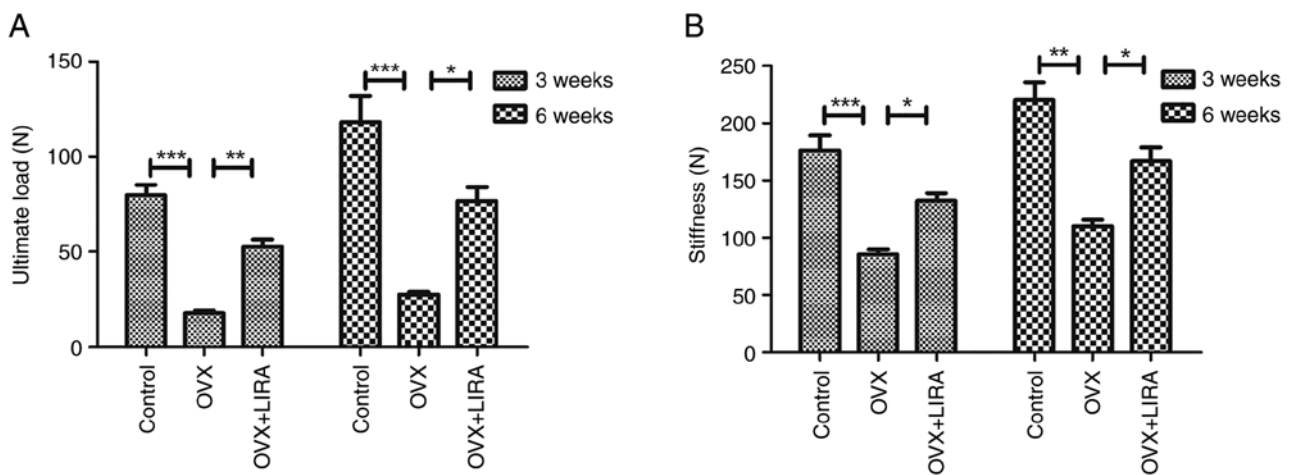 A
Ultimate load (N)
150
100
50
0
***
**
***
*
3 weeks
6 weeks
Control
OVX
OVX+LIRA
Control
OVX
OVX+LIRA
B
Stiffness (N)
250
200
150
100
50
0
***
*
**
*
3 weeks
6 weeks
Control
OVX
OVX+LIRA
Control
OVX
OVX+LIRA